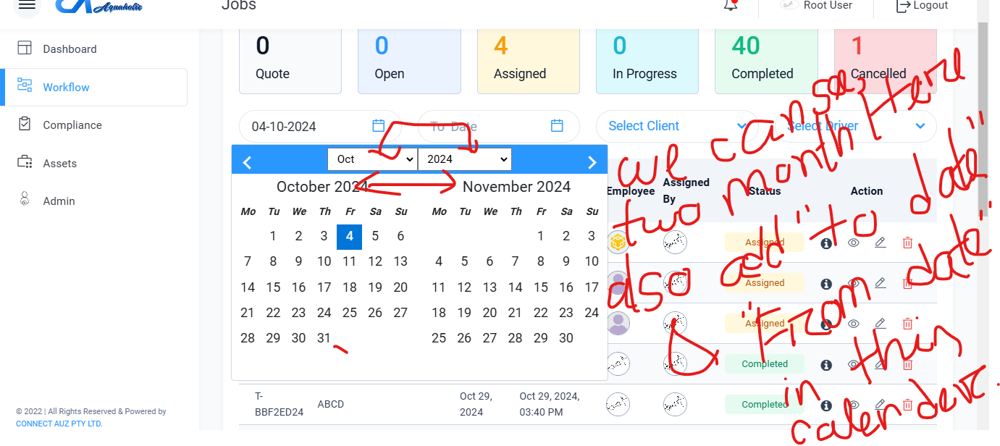 Jobs
Aquaholic
Root User
Logout
Dashboard
Workflow
Compliance
Assets
Admin
0 Quote
0 Open
4 Assigned
0 In Progress
40 Completed
1 Cancelled
04-10-2024
To Date
Select Client
Select Driver
Oct 2024
October 2024 November 2024
Mo Tu We Th Fr Sa Su Mo Tu We Th Fr Sa Su
1 2 3 4 5 6 1 2 3
7 8 9 10 11 12 13 4 5 6 7 8 9 10
14 15 16 17 18 19 20 11 12 13 14 15 16 17
21 22 23 24 25 26 27 18 19 20 21 22 23 24
28 29 30 31 25 26 27 28 29 30
Employee Assigned By Status Action
Assigned
Assigned
Assigned
Completed
T-BBF2ED24 ABCD Oct 29, 2024 Oct 29, 2024, 03:40 PM Completed
we can
two month Here
also add "to date"
& "From date"
in this
calender.
© 2022 | All Rights Reserved & Powered by
CONNECT AUZ PTY LTD.